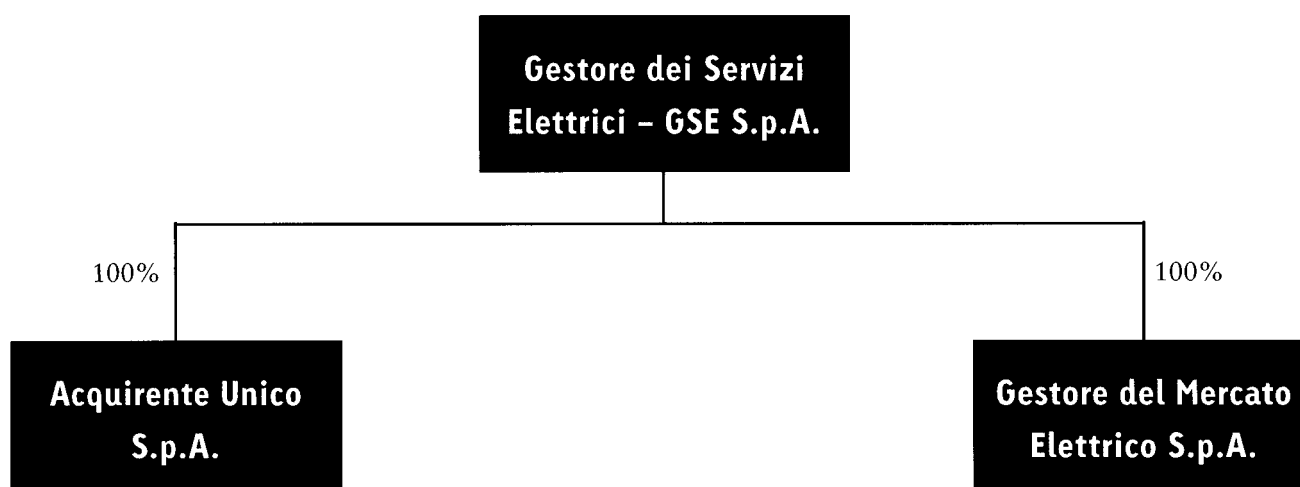 Gestore dei Servizi
Elettrici – GSE S.p.A.
100%
100%
Acquirente Unico
S.p.A.
Gestore del Mercato
Elettrico S.p.A.